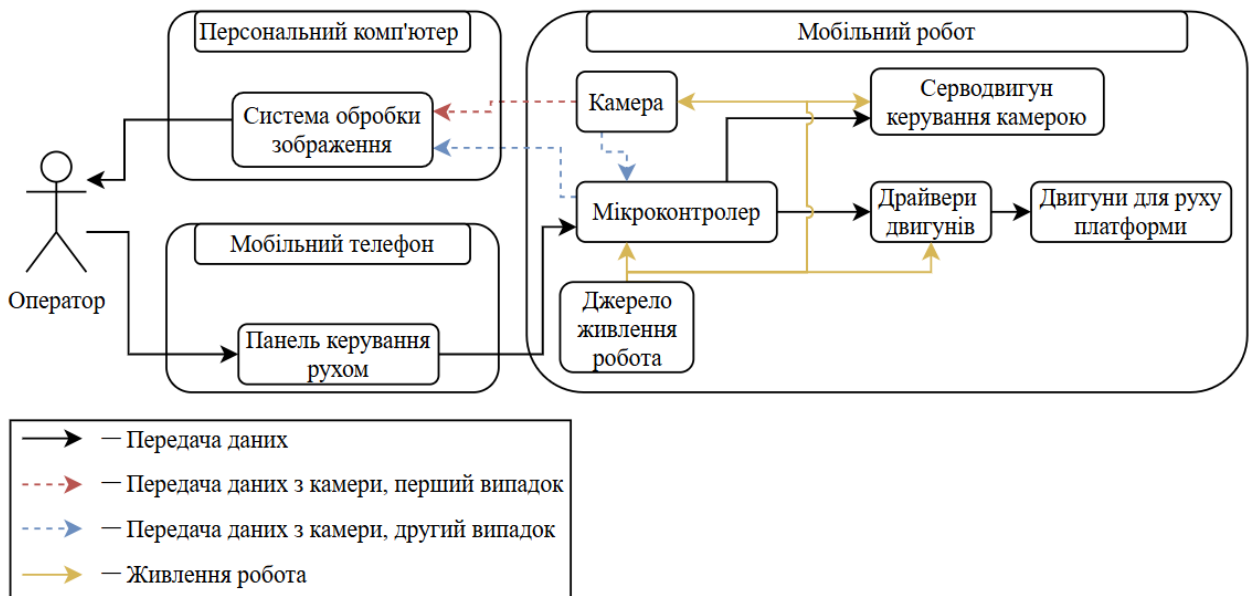 Персональний комп'ютер
Мобільний робот
Система обробки
зображення
Камера
Серводвигун
керування камерою
Мікроконтролер
Драйвери
двигунів
Двигуни для руху
платформи
Оператор
Мобільний телефон
Панель керування
рухом
Джерело
живлення
робота
— Передача даних
— Передача даних з камери, перший випадок
— Передача даних з камери, другий випадок
— Живлення робота